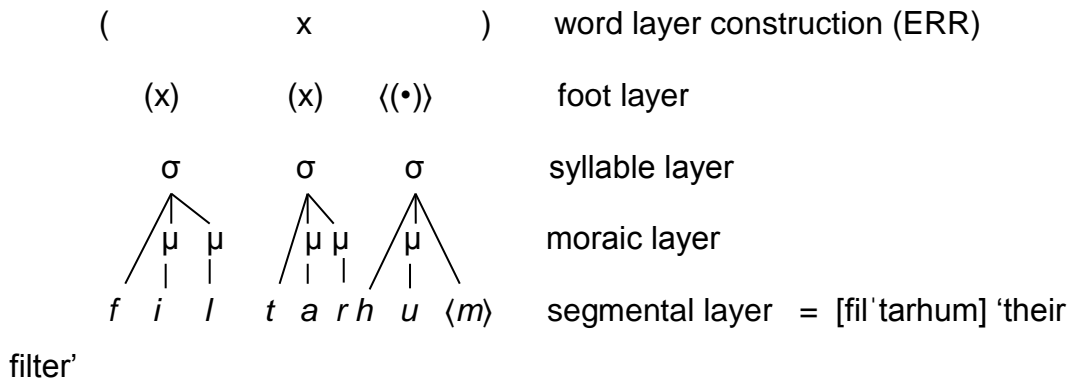 ( x ) word layer construction (ERR)
(x) (x) ⟨(•)⟩ foot layer
σ σ σ syllable layer
μ μ μ μ μ moraic layer
f i l t a r h u ⟨m⟩ segmental layer = [filˈtarhum] ‘their
filter’